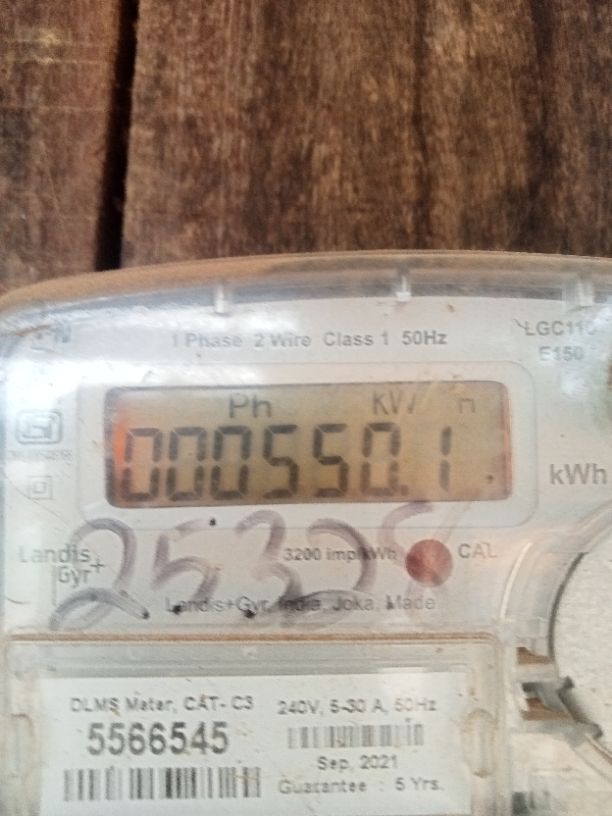 1 Phase 2 Wire Class 1 50Hz
LGC110
E150
Ph KW h
000550.1
kWh
Landis
Gyr+
3200 imp/kWh
CAL
Landis+Gyr, India, Joka, Made
DLMS Meter, CAT- C3
5566545
240V, 5-30 A, 50Hz
Sep, 2021
Guarantee : 5 Yrs.